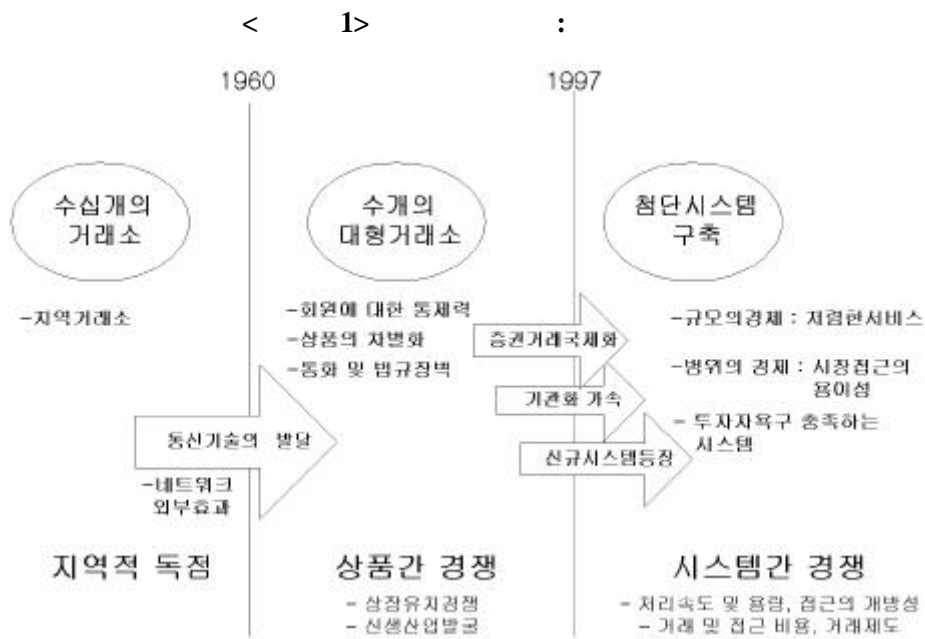 < 1> :
1960
1997
수십개의
거래소
수개의
대형거래소
첨단시스템
구축
-지역거래소
-회원에 대한 통제력
-상품의 차별화
-통화 및 법규장벽
증권거래국제화
기관화 가속
신규시스템등장
-규모의경제 : 저렴한서비스
-범위의 경제 : 시장접근의
용이성
- 투자자욕구 충족하는
시스템
통신기술의 발달
-네트워크
외부효과
지역적 독점
상품간 경쟁
- 상장유치경쟁
- 신생산업발굴
시스템간 경쟁
- 처리속도 및 용량, 접근의 개방성
- 거래 및 접근 비용, 거래제도